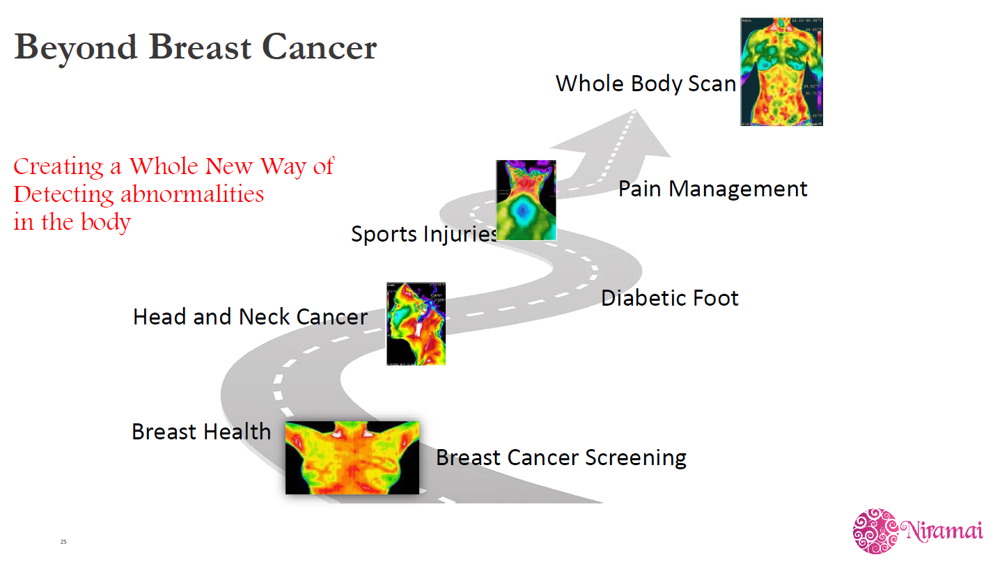 Beyond Breast Cancer
Whole Body Scan
Creating a Whole New Way of
Detecting abnormalities
in the body
Pain Management
Sports Injuries
Diabetic Foot
Head and Neck Cancer
Breast Health
Breast Cancer Screening
Niramai
25